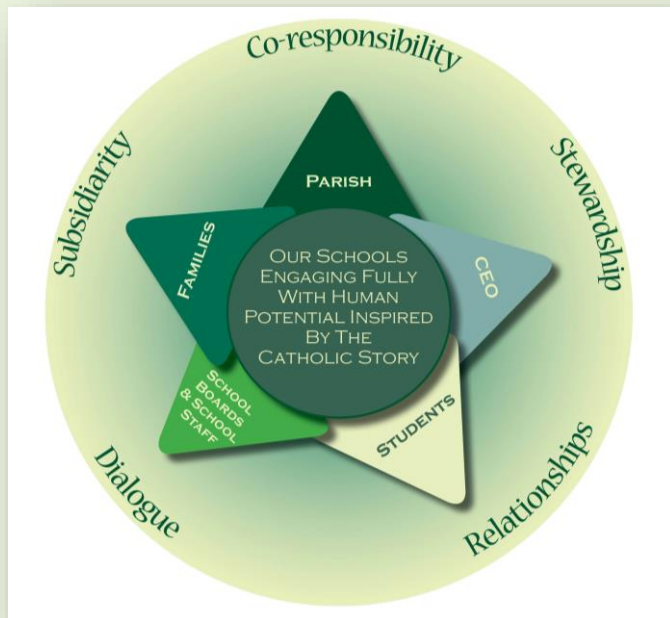 Co-responsibility
Subsidiarity
Stewardship
PARISH
FAMILIES
CEO
OUR SCHOOLS
ENGAGING FULLY
WITH HUMAN
POTENTIAL INSPIRED
BY THE
CATHOLIC STORY
SCHOOL
BOARDS
& SCHOOL
STAFF
STUDENTS
Dialogue
Relationships